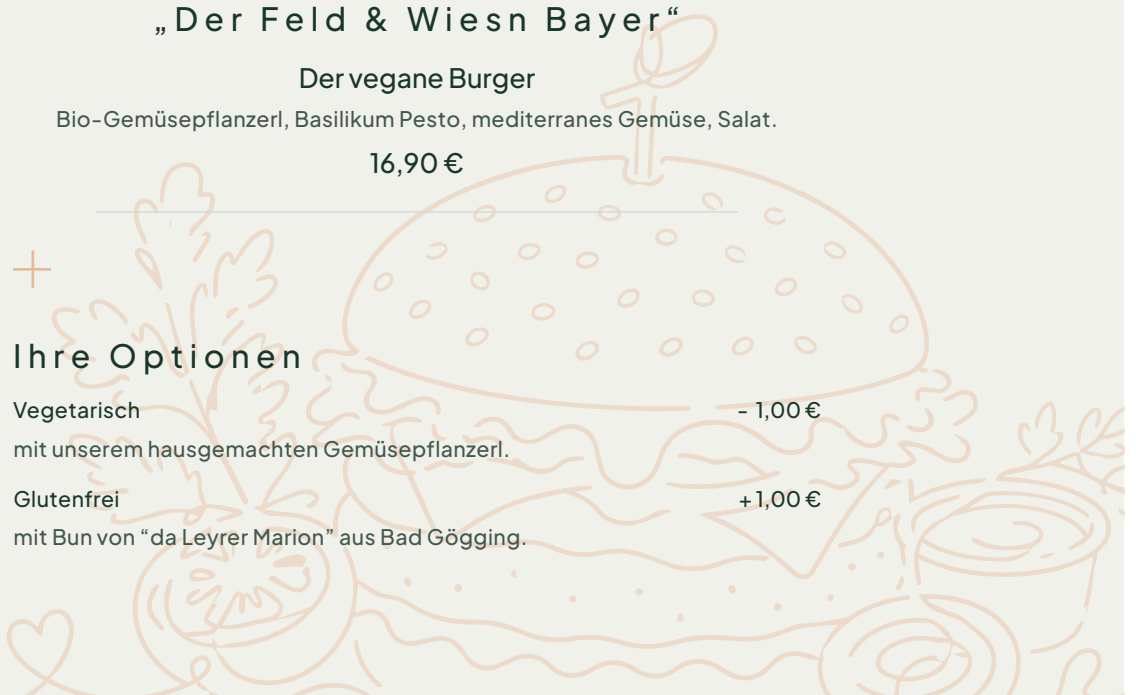 „Der Feld & Wiesn Bayer“
Der vegane Burger
Bio-Gemüsepflanzerl, Basilikum Pesto, mediterranes Gemüse, Salat.
16,90 €
Ihre Optionen
Vegetarisch - 1,00 €
mit unserem hausgemachten Gemüsepflanzerl.
Glutenfrei + 1,00 €
mit Bun von “da Leyrer Marion” aus Bad Gögging.